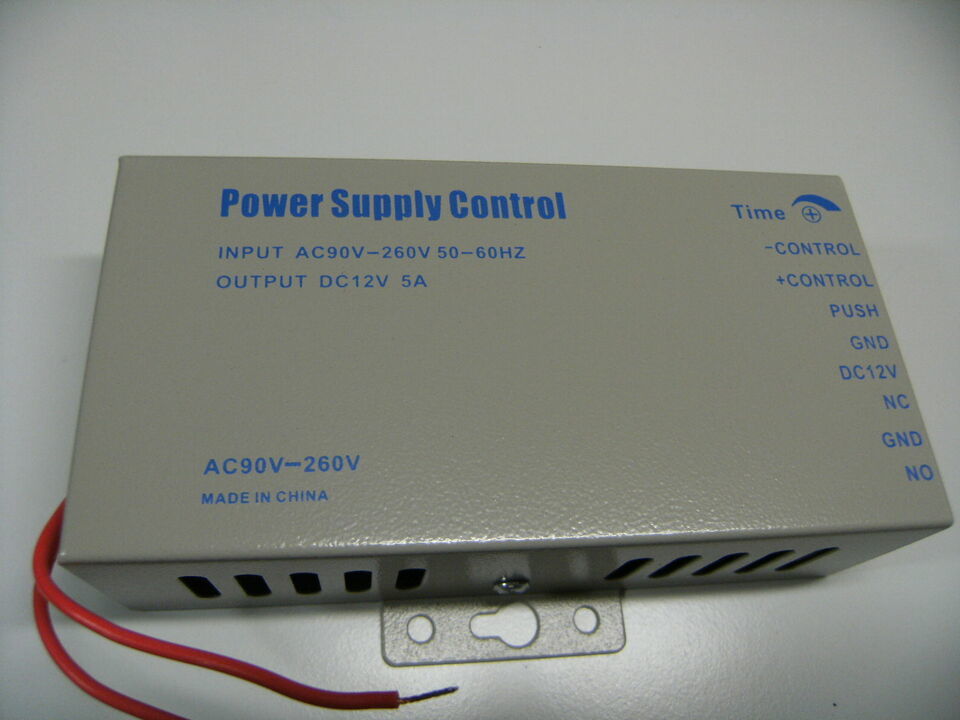 Power Supply Control
INPUT AC90V-260V 50-60HZ
OUTPUT DC12V 5A
AC90V-260V
MADE IN CHINA
Time
-CONTROL
+CONTROL
PUSH
GND
DC12V
NC
GND
NO